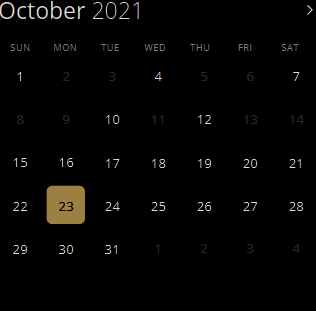 October 2021 >
SUN MON TUE WED THU FRI SAT
1 2 3 4 5 6 7
8 9 10 11 12 13 14
15 16 17 18 19 20 21
22 23 24 25 26 27 28
29 30 31 1 2 3 4